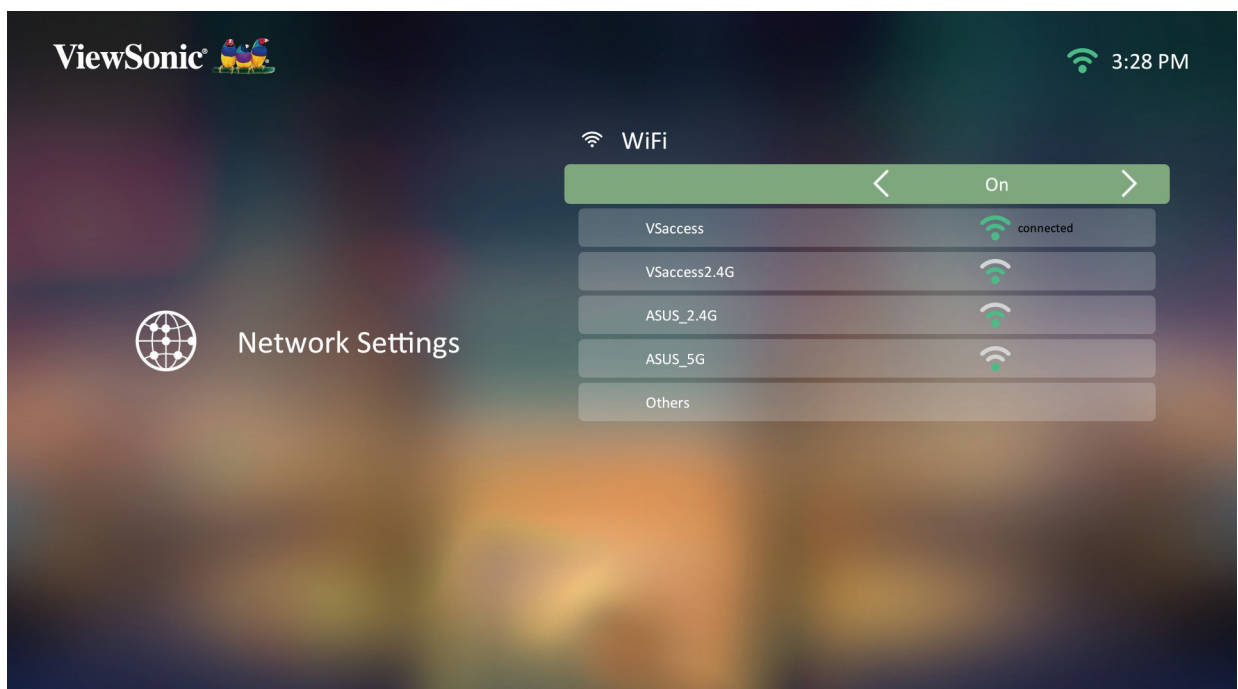 ViewSonic®
3:28 PM
WiFi
On
VSaccess connected
VSaccess2.4G
ASUS_2.4G
Network Settings
ASUS_5G
Others